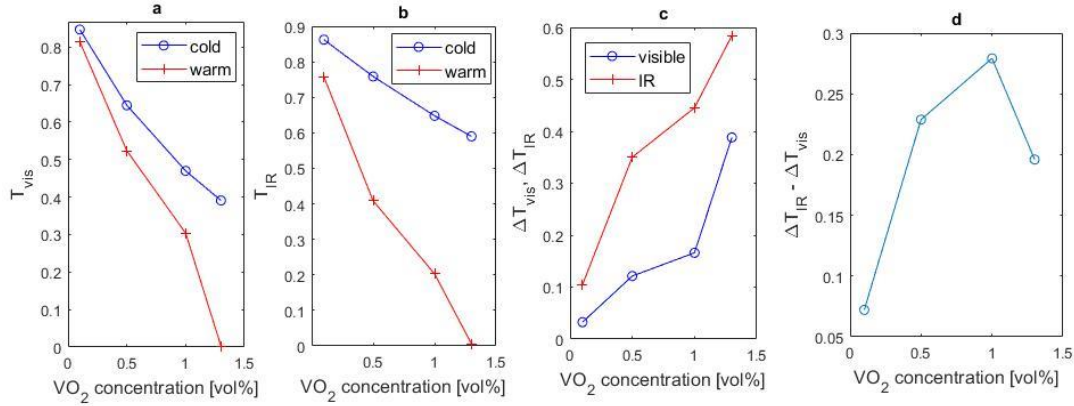 a
T_vis
0.8
0.7
0.6
0.5
0.4
0.3
0.2
0.1
0
0 0.5 1 1.5
VO₂ concentration [vol%]
cold
warm
b
T_IR
0.9
0.8
0.7
0.6
0.5
0.4
0.3
0.2
0.1
0
0.5 1 1.5
VO₂ concentration [vol%]
cold
warm
c
ΔT_vis, ΔT_IR
0.6
0.5
0.4
0.3
0.2
0.1
0
0 0.5 1 1.5
VO₂ concentration [vol%]
visible
IR
d
ΔT_IR - ΔT_vis
0.3
0.25
0.2
0.15
0.1
0.05
0 0.5 1 1.5
VO₂ concentration [vol%]